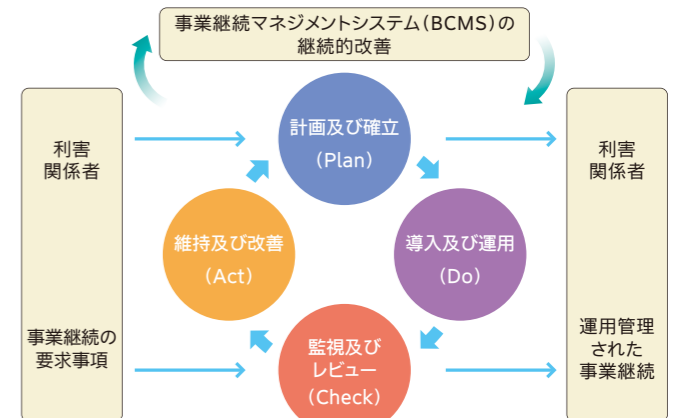 事業継続マネジメントシステム(BCMS)の
継続的改善
利害
関係者
事業継続の
要求事項
計画及び確立
(Plan)
導入及び運用
(Do)
維持及び改善
(Act)
監視及び
レビュー
(Check)
利害
関係者
運用管理
された
事業継続